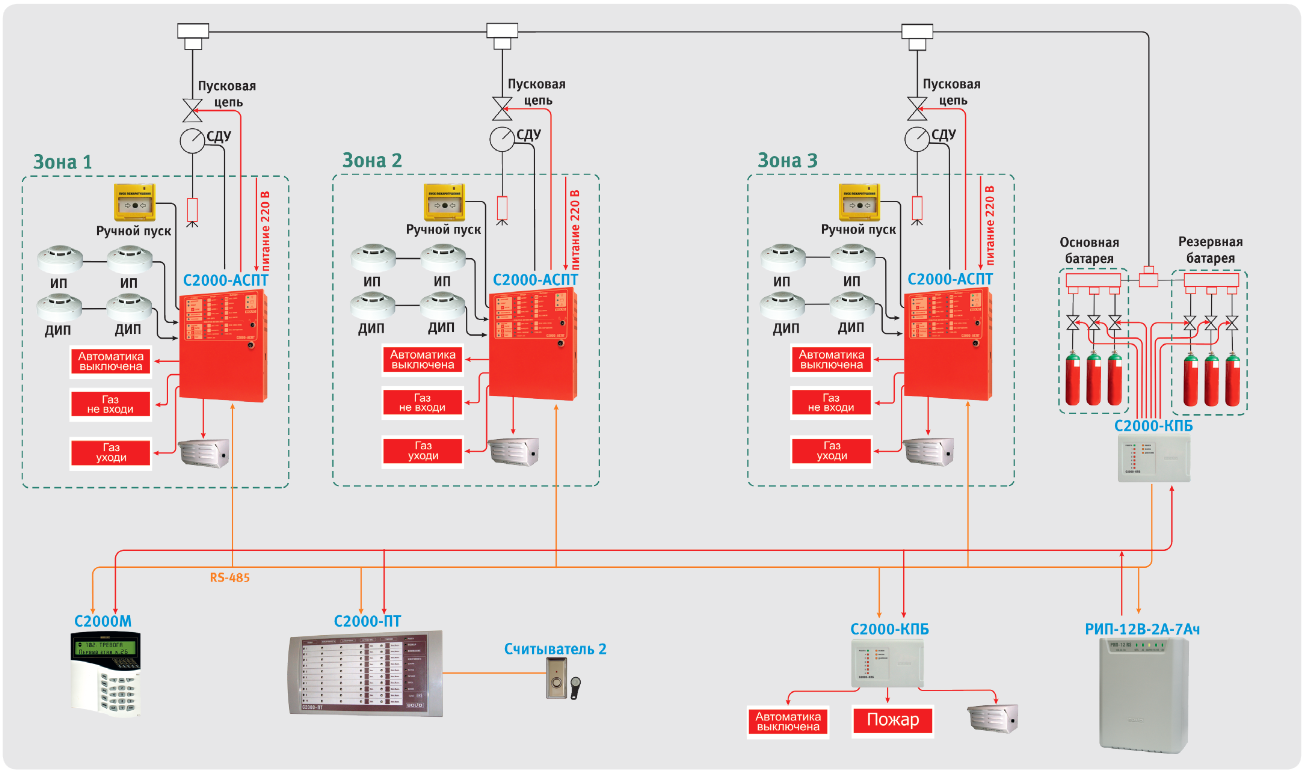 Пусковая
цепь
СДУ
Зона 1
Ручной пуск
питание 220 В
С2000-АСПТ
ИП
ИП
ДИП
ДИП
Автоматика
выключена
Газ
не входи
Газ
уходи
Пусковая
цепь
СДУ
Зона 2
Ручной пуск
питание 220 В
С2000-АСПТ
ИП
ИП
ДИП
ДИП
Автоматика
выключена
Газ
не входи
Газ
уходи
Пусковая
цепь
СДУ
Зона 3
Ручной пуск
питание 220 В
С2000-АСПТ
ИП
ИП
ДИП
ДИП
Автоматика
выключена
Газ
не входи
Газ
уходи
Основная
батарея
Резервная
батарея
С2000-КПБ
RS-485
С2000М
С2000-ПТ
Считыватель 2
С2000-КПБ
Автоматика
выключена
Пожар
РИП-12В-2А-7Ач